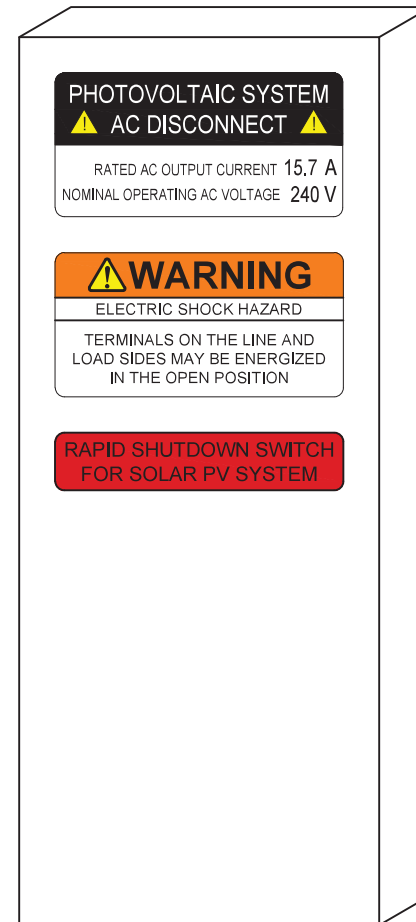 PHOTOVOLTAIC SYSTEM
AC DISCONNECT
RATED AC OUTPUT CURRENT 15.7 A
NOMINAL OPERATING AC VOLTAGE 240 V
WARNING
ELECTRIC SHOCK HAZARD
TERMINALS ON THE LINE AND
LOAD SIDES MAY BE ENERGIZED
IN THE OPEN POSITION
RAPID SHUTDOWN SWITCH
FOR SOLAR PV SYSTEM